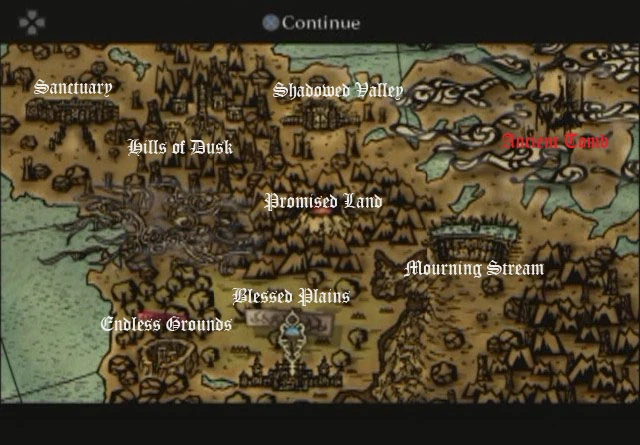 Continue
Sanctuary
Shadowed Valley
Ancient Tomb
Hills of Dusk
Promised Land
Mourning Stream
Blessed Plains
Endless Grounds